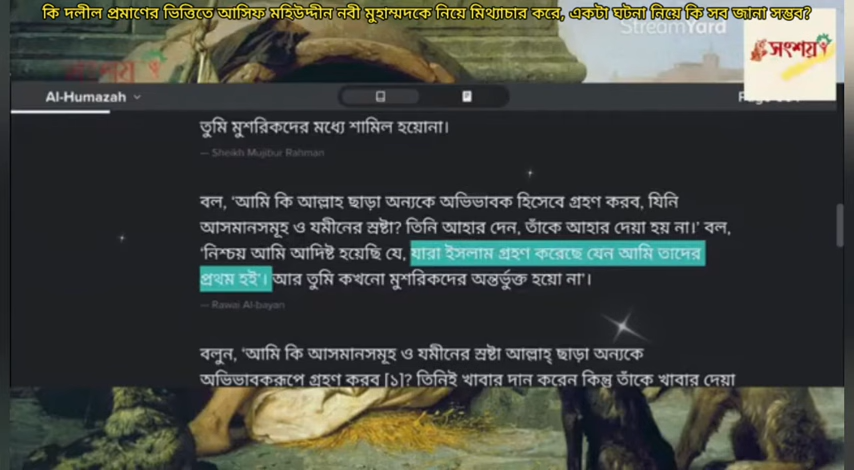 কি দলীল প্রমাণের ভিত্তিতে আসিফ মহিউদ্দীন নবী মুহাম্মদকে নিয়ে মিথ্যাচার করে, একটা ঘটনা নিয়ে কি সব জানা সম্ভব?
StreamYard
সংশয়
সংশয়
Al-Humazah
তুমি মুশরিকদের মধ্যে শামিল হয়োনা।
— Sheikh Mujibur Rahman
বল, ‘আমি কি আল্লাহ ছাড়া অন্যকে অভিভাবক হিসেবে গ্রহণ করব, যিনি
আসমানসমূহ ও যমীনের স্রষ্টা? তিনি আহার দেন, তাঁকে আহার দেয়া হয় না।’ বল,
‘নিশ্চয় আমি আদিষ্ট হয়েছি যে, যারা ইসলাম গ্রহণ করেছে যেন আমি তাদের
প্রথম হই’। আর তুমি কখনো মুশরিকদের অন্তর্ভুক্ত হয়ো না’।
— Rawai Al-bayan
বলুন, ‘আমি কি আসমানসমূহ ও যমীনের স্রষ্টা আল্লাহ্ ছাড়া অন্যকে
অভিভাবকরূপে গ্রহণ করব [১]? তিনিই খাবার দান করেন কিন্তু তাঁকে খাবার দেয়া